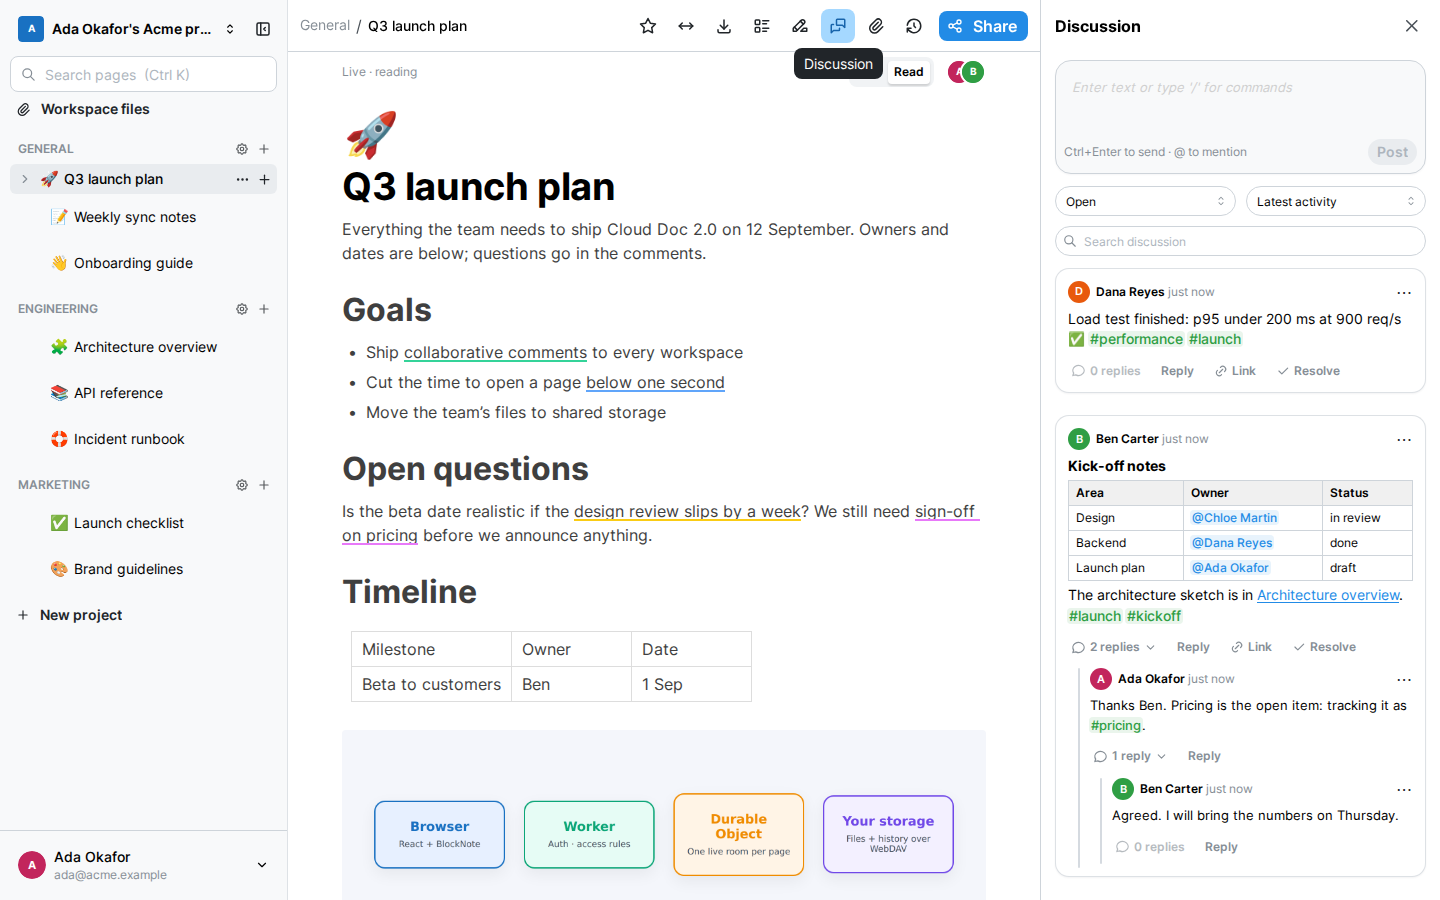 A
Ada Okafor's Acme pr...
Search pages (Ctrl K)
Workspace files
GENERAL
🚀 Q3 launch plan
📝 Weekly sync notes
👋 Onboarding guide
ENGINEERING
🧩 Architecture overview
📚 API reference
🛟 Incident runbook
MARKETING
✅ Launch checklist
🎨 Brand guidelines
New project
A
Ada Okafor
ada@acme.example
General / Q3 launch plan
Share
Live · reading
Discussion
Read
B
🚀
Q3 launch plan
Everything the team needs to ship Cloud Doc 2.0 on 12 September. Owners and
dates are below; questions go in the comments.
Goals
• Ship collaborative comments to every workspace
• Cut the time to open a page below one second
• Move the team’s files to shared storage
Open questions
Is the beta date realistic if the design review slips by a week? We still need sign-off
on pricing before we announce anything.
Timeline
Milestone Owner Date
Beta to customers Ben 1 Sep
Browser
React + BlockNote
Worker
Auth · access rules
Durable
Object
One live room per page
Your storage
Files + history over
WebDAV
Discussion
Enter text or type '/' for commands
Ctrl+Enter to send · @ to mention
Post
Open
Latest activity
Search discussion
D Dana Reyes just now
Load test finished: p95 under 200 ms at 900 req/s
✅ #performance #launch
0 replies Reply Link Resolve
B Ben Carter just now
Kick-off notes
Area Owner Status
Design @Chloe Martin in review
Backend @Dana Reyes done
Launch plan @Ada Okafor draft
The architecture sketch is in Architecture overview.
#launch #kickoff
2 replies Reply Link Resolve
A Ada Okafor just now
Thanks Ben. Pricing is the open item: tracking it as
#pricing.
1 reply Reply
B Ben Carter just now
Agreed. I will bring the numbers on Thursday.
0 replies Reply